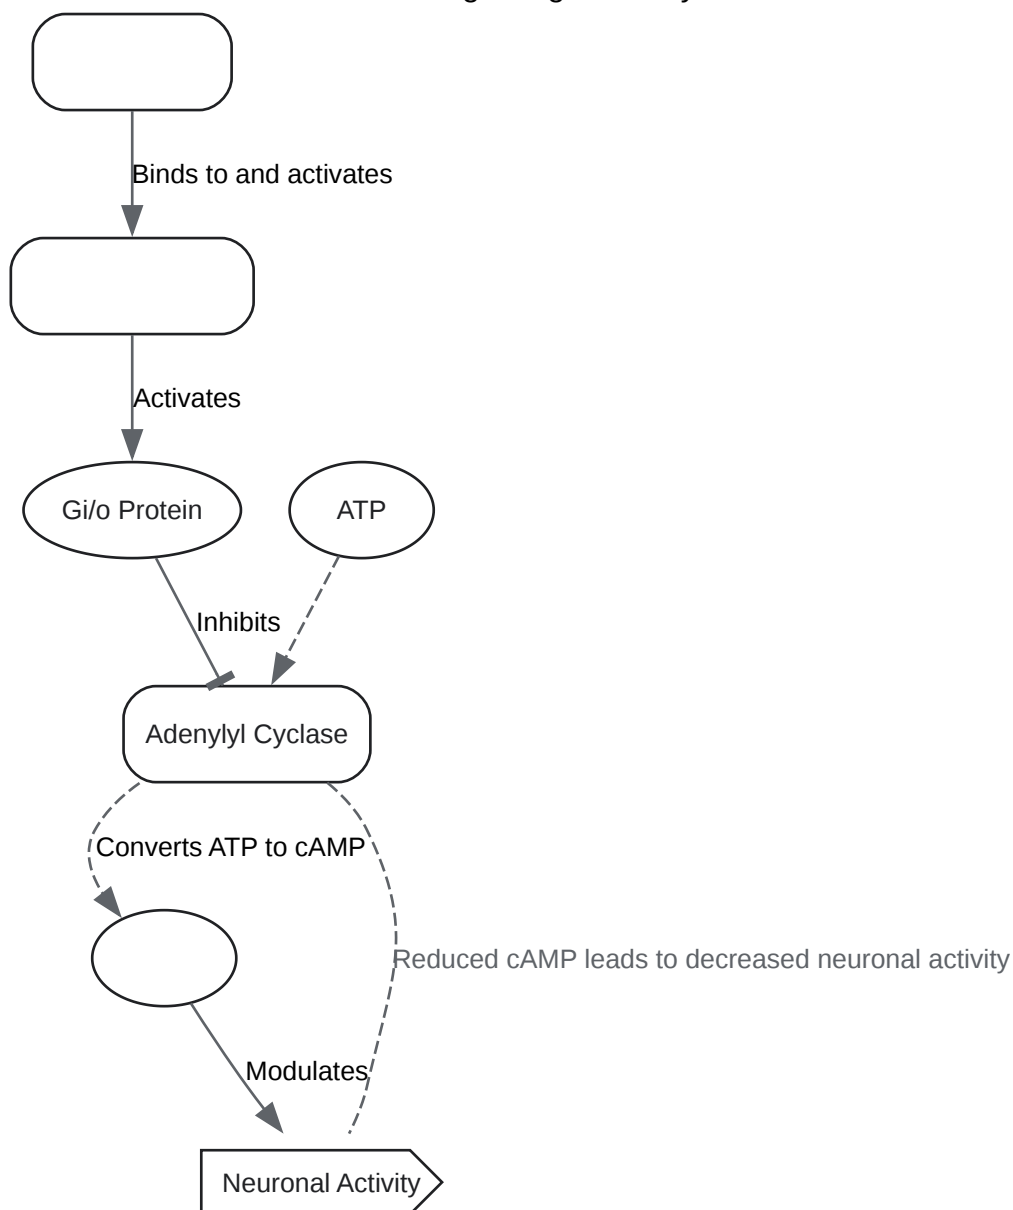 Binds to and activates
Activates
Gi/o Protein
ATP
Inhibits
Adenylyl Cyclase
Converts ATP to cAMP
Reduced cAMP leads to decreased neuronal activity
Modulates
Neuronal Activity